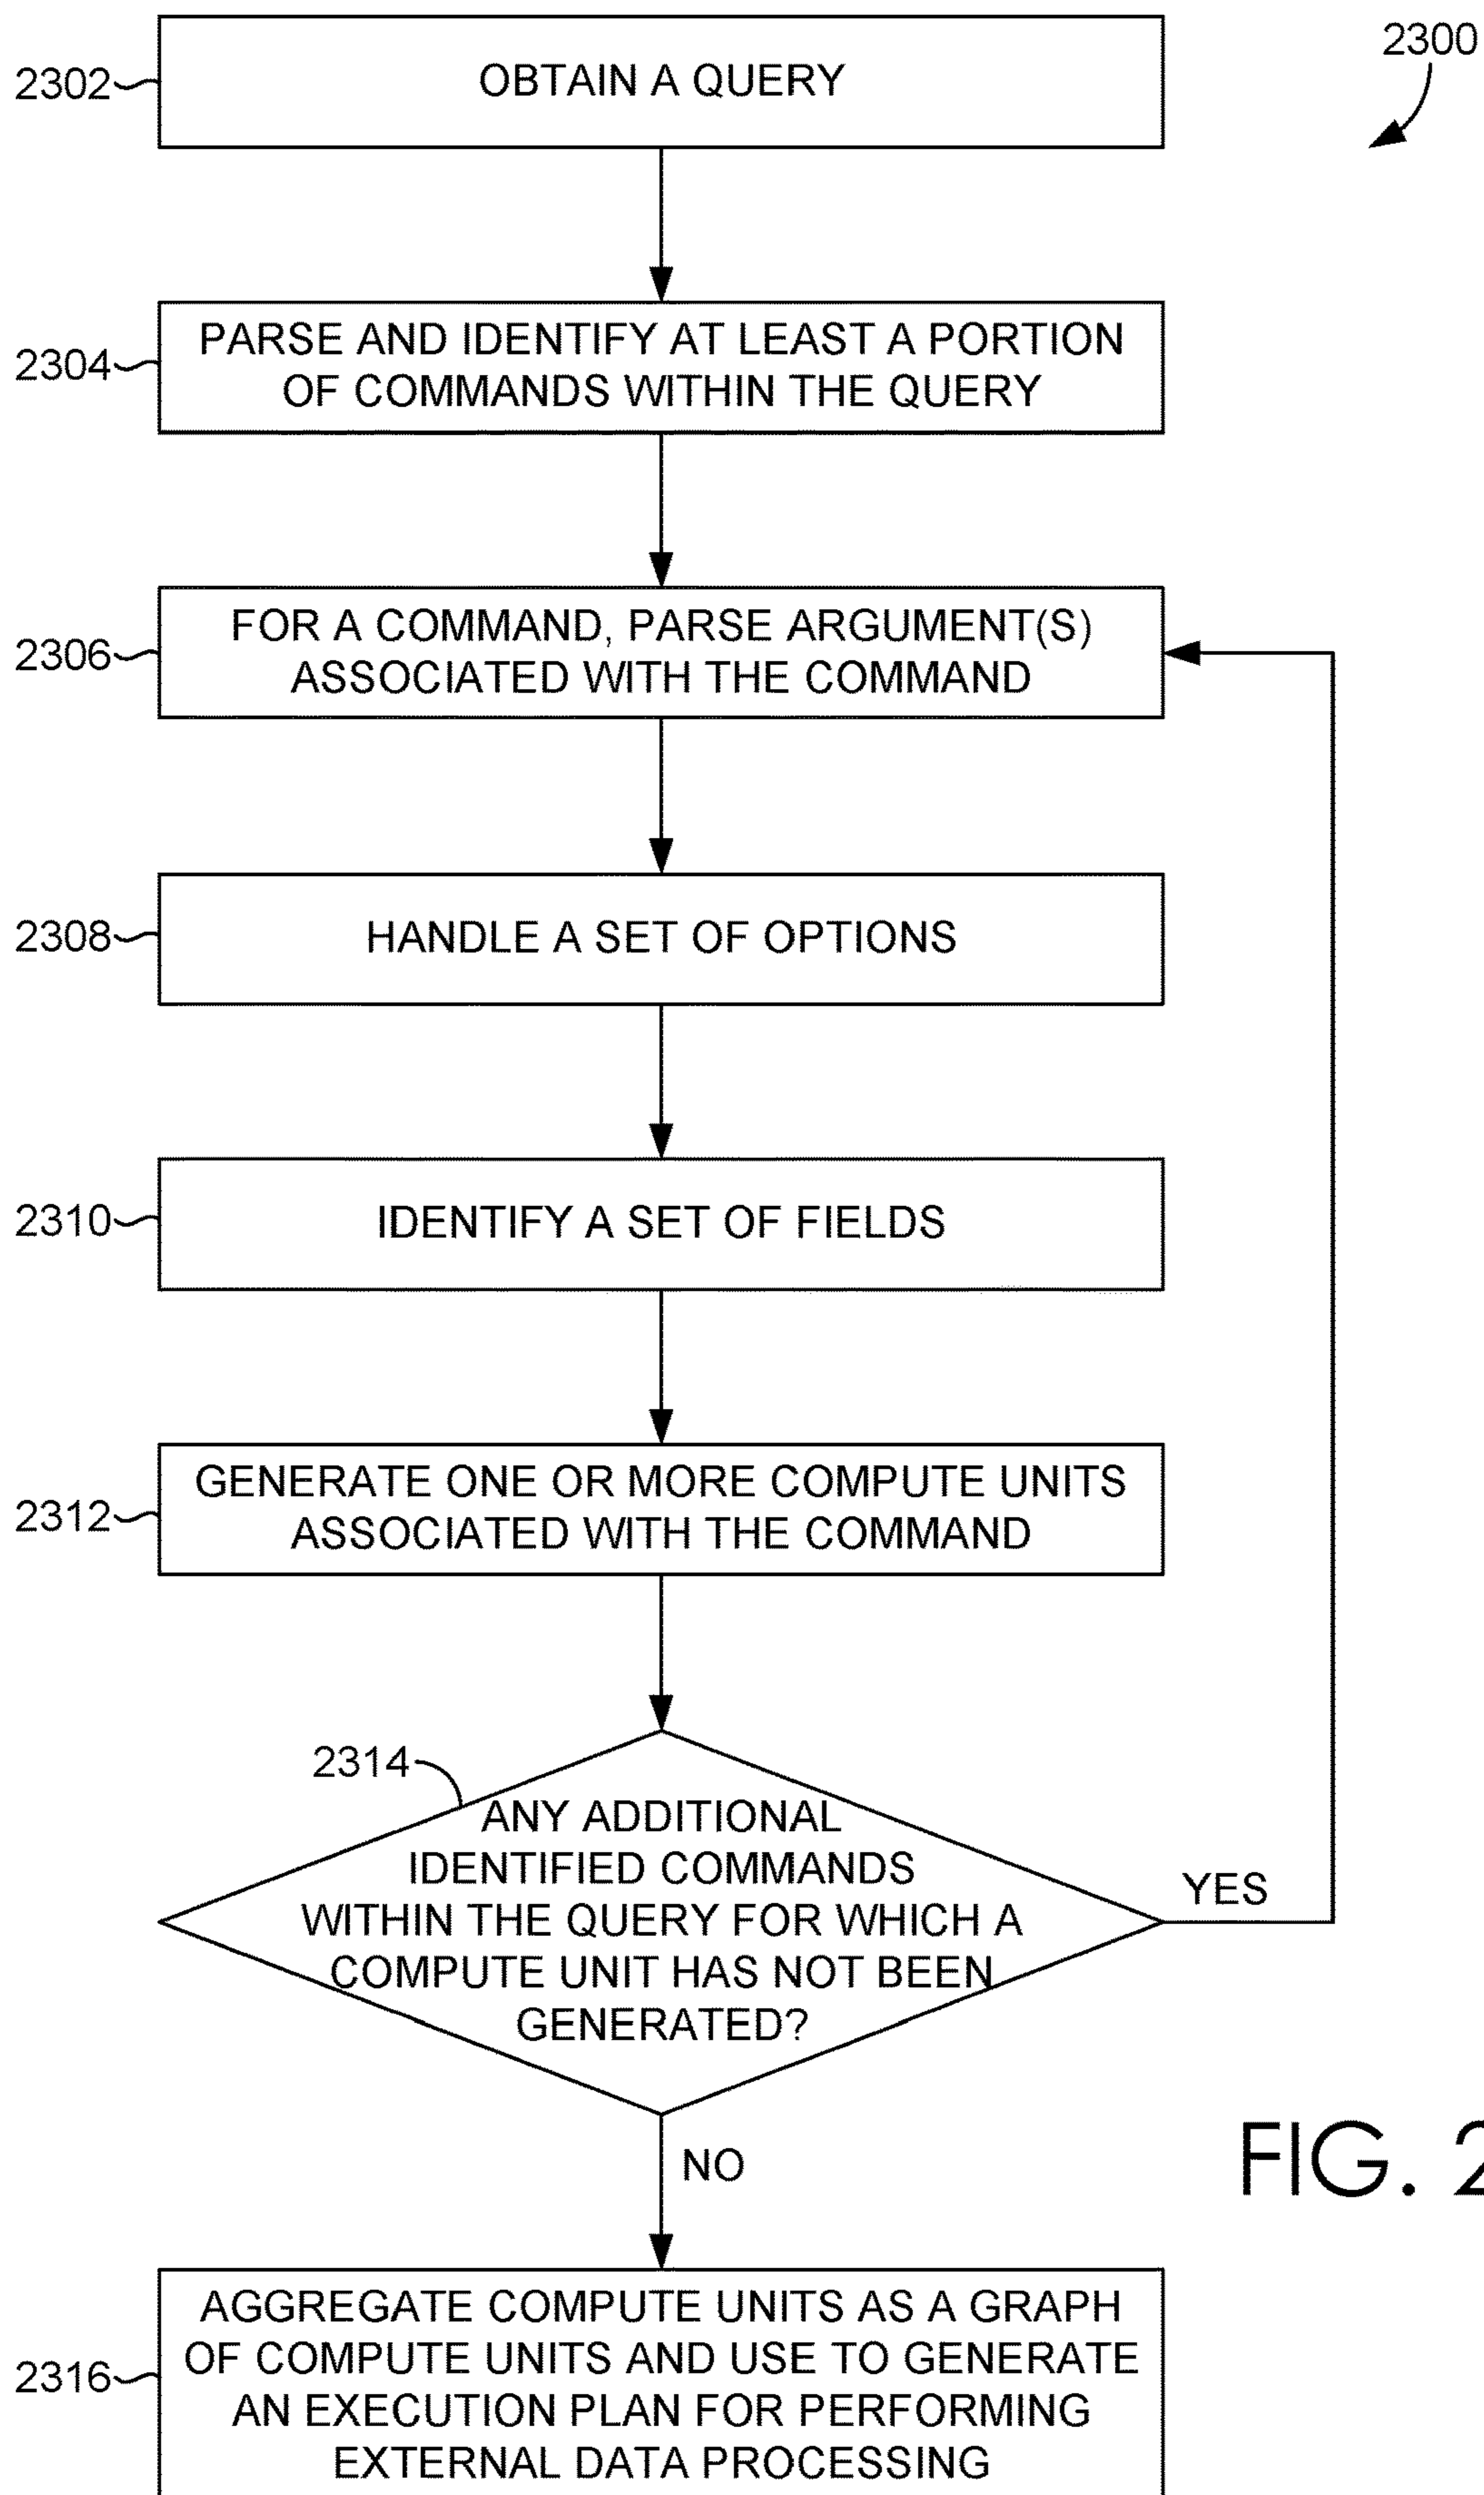 2300
2302
OBTAIN A QUERY
2304
PARSE AND IDENTIFY AT LEAST A PORTION
OF COMMANDS WITHIN THE QUERY
2306
FOR A COMMAND, PARSE ARGUMENT(S)
ASSOCIATED WITH THE COMMAND
2308
HANDLE A SET OF OPTIONS
2310
IDENTIFY A SET OF FIELDS
2312
GENERATE ONE OR MORE COMPUTE UNITS
ASSOCIATED WITH THE COMMAND
2314
ANY ADDITIONAL
IDENTIFIED COMMANDS
WITHIN THE QUERY FOR WHICH A
COMPUTE UNIT HAS NOT BEEN
GENERATED?
YES
NO
FIG. 2
2316
AGGREGATE COMPUTE UNITS AS A GRAPH
OF COMPUTE UNITS AND USE TO GENERATE
AN EXECUTION PLAN FOR PERFORMING
EXTERNAL DATA PROCESSING